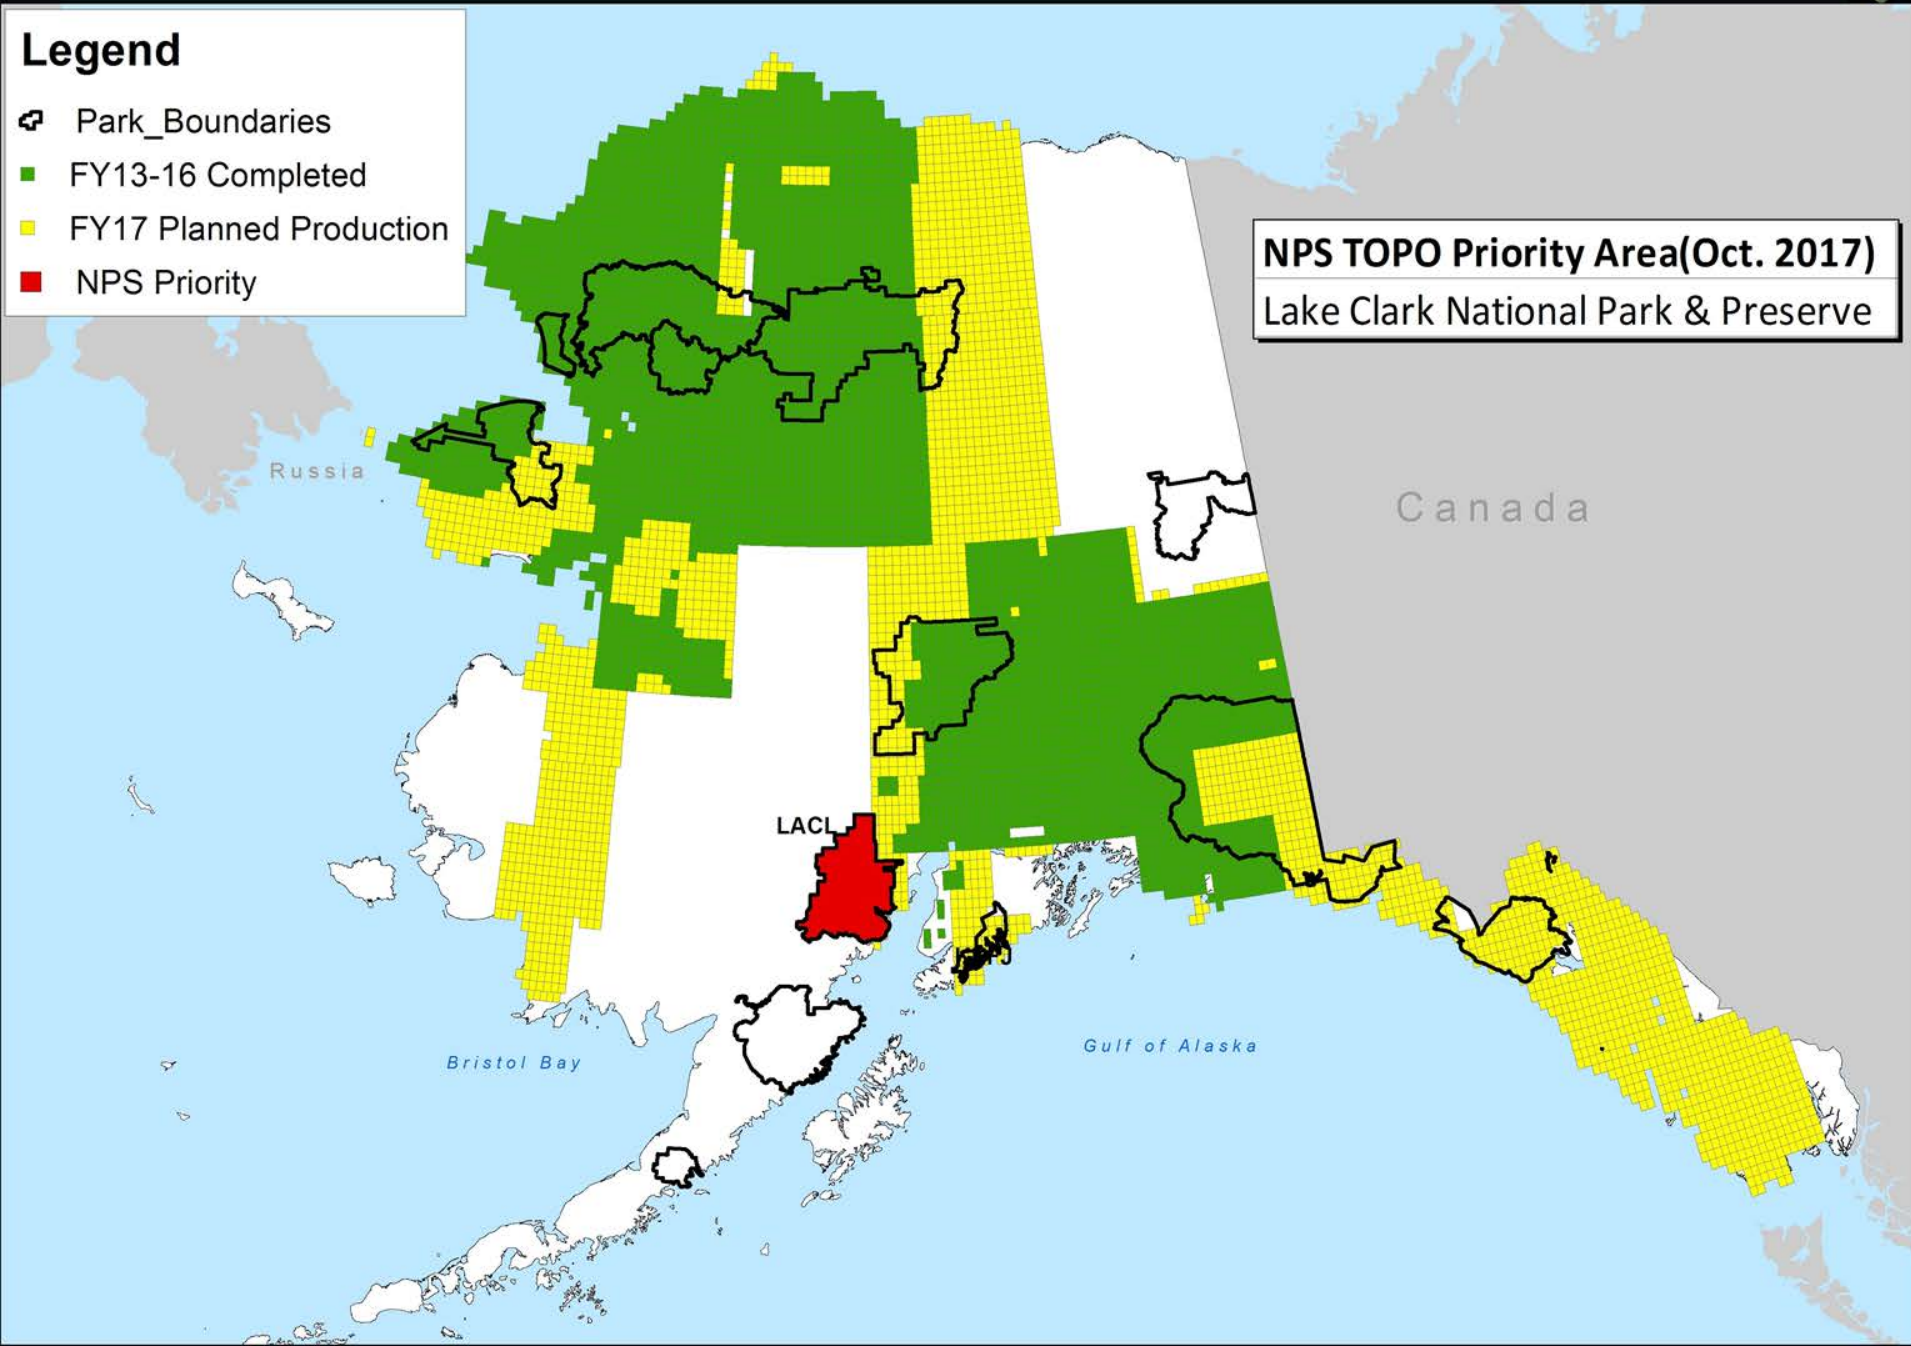 Legend
Park_Boundaries
FY13-16 Completed
FY17 Planned Production
NPS Priority
NPS TOPO Priority Area(Oct. 2017)
Lake Clark National Park & Preserve
Russia
Canada
LACL
Bristol Bay
Gulf of Alaska